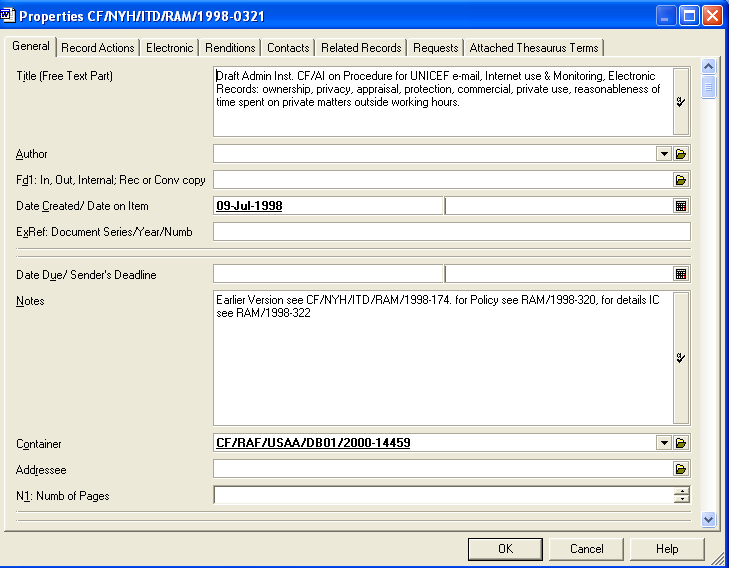 Properties CF/NYH/ITD/RAM/1998-0321
General Record Actions Electronic Renditions Contacts Related Records Requests Attached Thesaurus Terms
Title (Free Text Part)
Draft Admin Inst. CF/AI on Procedure for UNICEF e-mail, Internet use & Monitoring, Electronic
Records: ownership, privacy, appraisal, protection, commercial, private use, reasonableness of
time spent on private matters outside working hours.
Author
Fd1: In, Out, Internal; Rec or Conv copy
Date Created/ Date on Item 09-Jul-1998
ExRef: Document Series/Year/Numb
Date Due/ Sender's Deadline
Notes
Earlier Version see CF/NYH/ITD/RAM/1998-174. for Policy see RAM/1998-320, for details IC
see RAM/1998-322
Container CF/RAF/USAA/DB01/2000-14459
Addressee
N1: Numb of Pages
OK Cancel Help